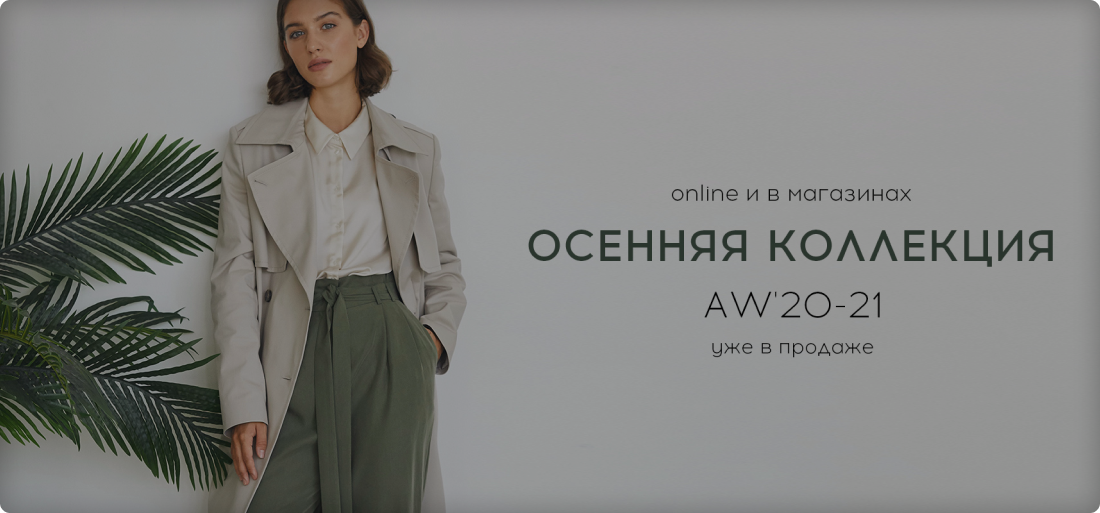 online и в магазинах
ОСЕННЯЯ КОЛЛЕКЦИЯ
AW'20-21
уже в продаже